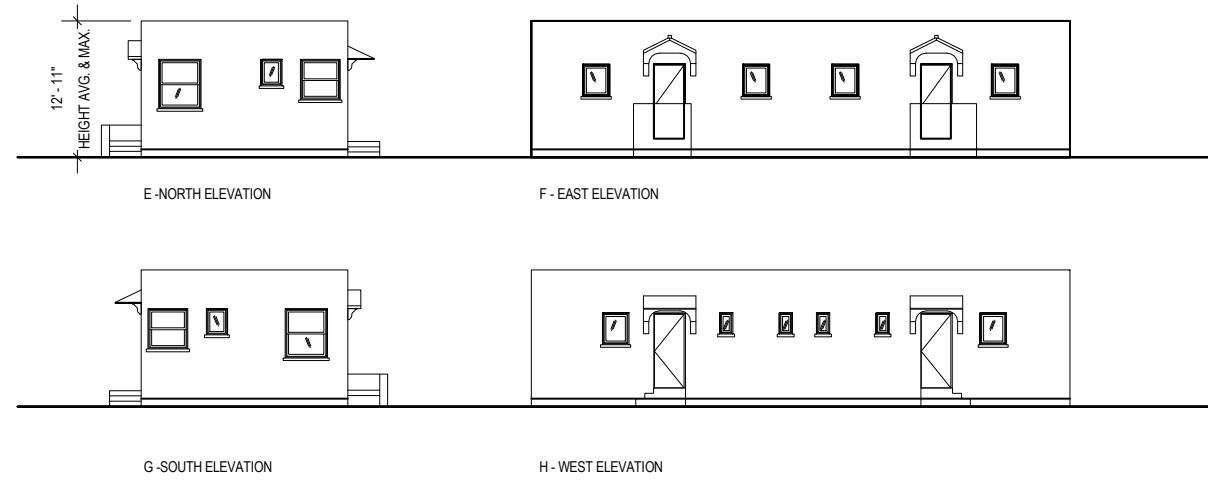 12' - 11"
HEIGHT AVG. & MAX.
E -NORTH ELEVATION
F - EAST ELEVATION
G -SOUTH ELEVATION
H - WEST ELEVATION